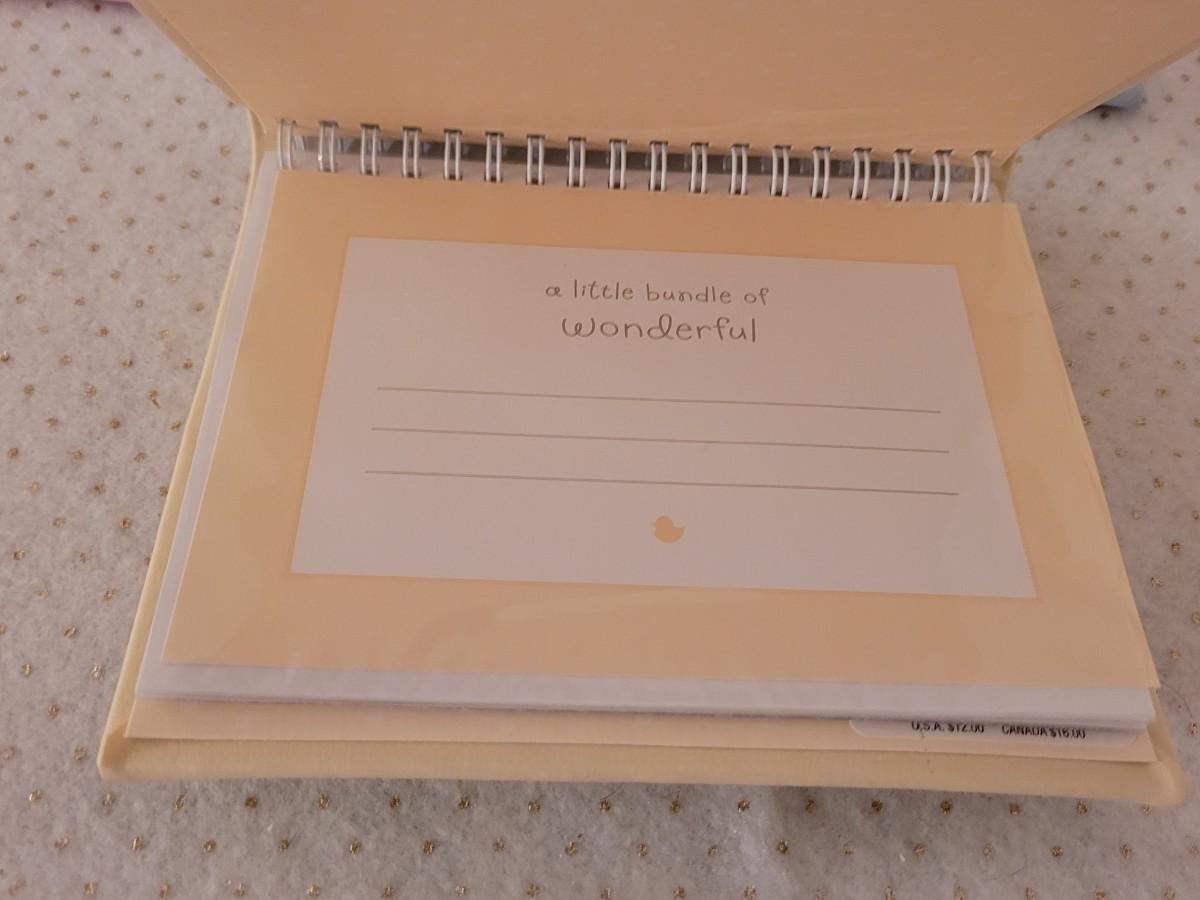 a little bundle of
wonderful
U.S.A. $12.00 CANADA $16.00